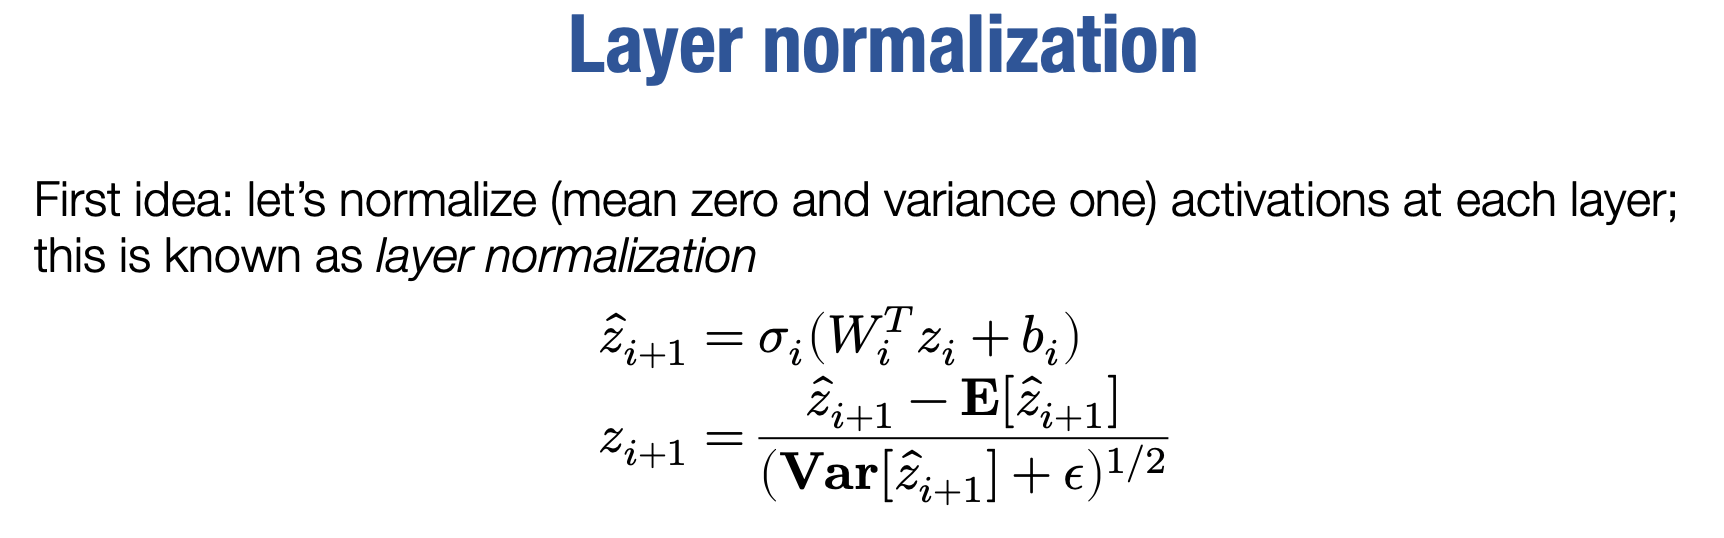 Layer normalization
First idea: let's normalize (mean zero and variance one) activations at each layer;
this is known as layer normalization
$\hat{z}_{i+1} = \sigma_i(W_i^T z_i + b_i)$
$z_{i+1} = \frac{\hat{z}_{i+1} - \mathbf{E}[\hat{z}_{i+1}]}{(\mathbf{Var}[\hat{z}_{i+1}] + \epsilon)^{1/2}}$